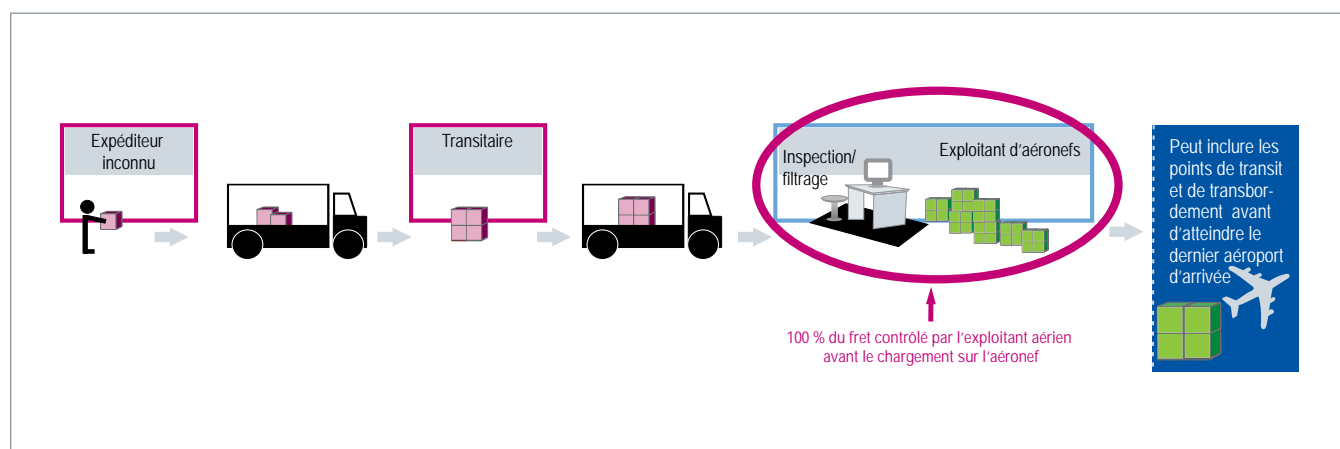 Expéditeur
inconnu
Transitaire
Inspection/
filtrage
Exploitant d'aéronefs
100 % du fret contrôlé par l'exploitant aérien
avant le chargement sur l'aéronef
Peut inclure les
points de transit
et de transbor-
dement avant
d'atteindre le
dernier aéroport
d'arrivée